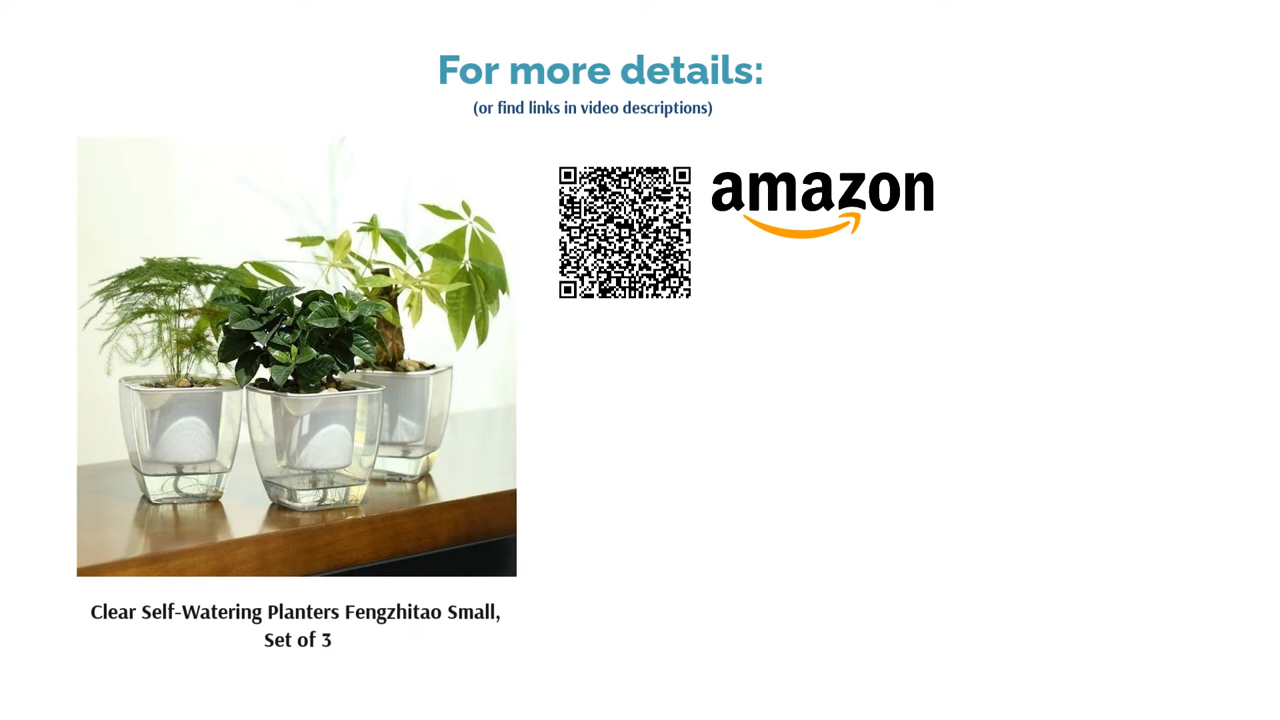 For more details:
(or find links in video descriptions)
amazon
Clear Self-Watering Planters Fengzhitao Small,
Set of 3